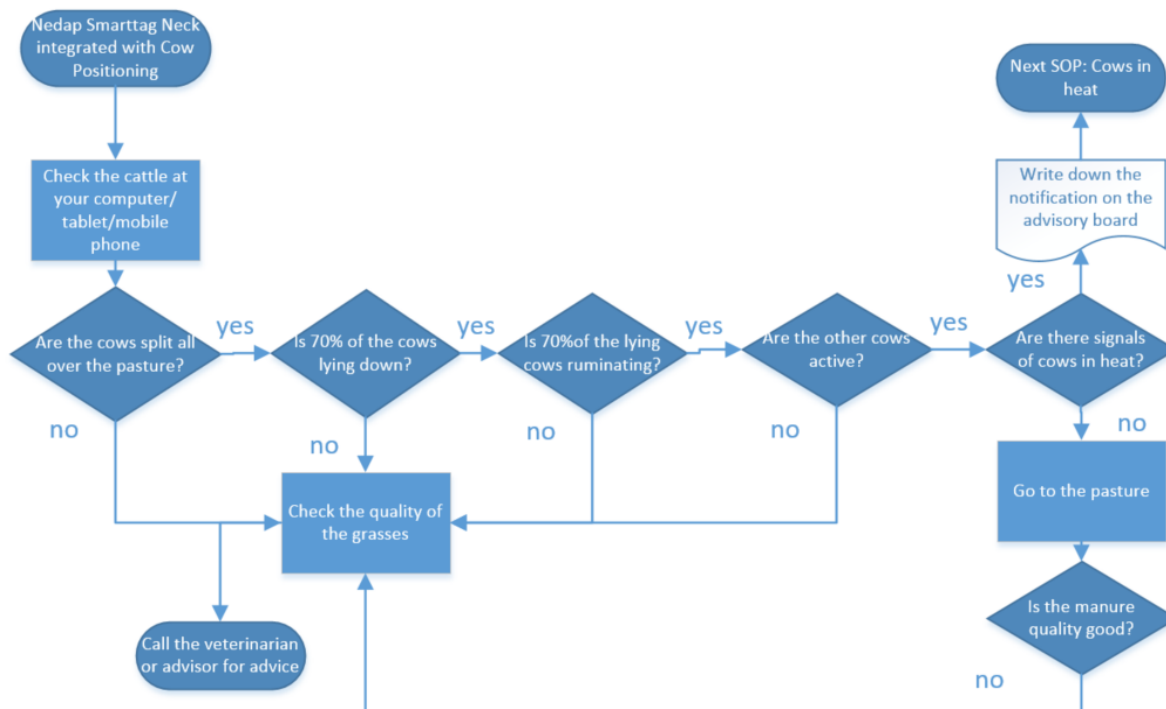 Nedap Smarttag Neck
integrated with Cow
Positioning
Next SOP: Cows in
heat
Check the cattle at
your computer/
tablet/mobile
phone
Write down the
notification on the
advisory board
yes
yes
yes
yes
yes
Are the cows split all
over the pasture?
Is 70% of the cows
lying down?
Is 70%of the lying
cows ruminating?
Are the other cows
active?
Are there signals
of cows in heat?
no
no
no
no
no
Check the quality of
the grasses
Go to the pasture
Is the manure
quality good?
Call the veterinarian
or advisor for advice
no